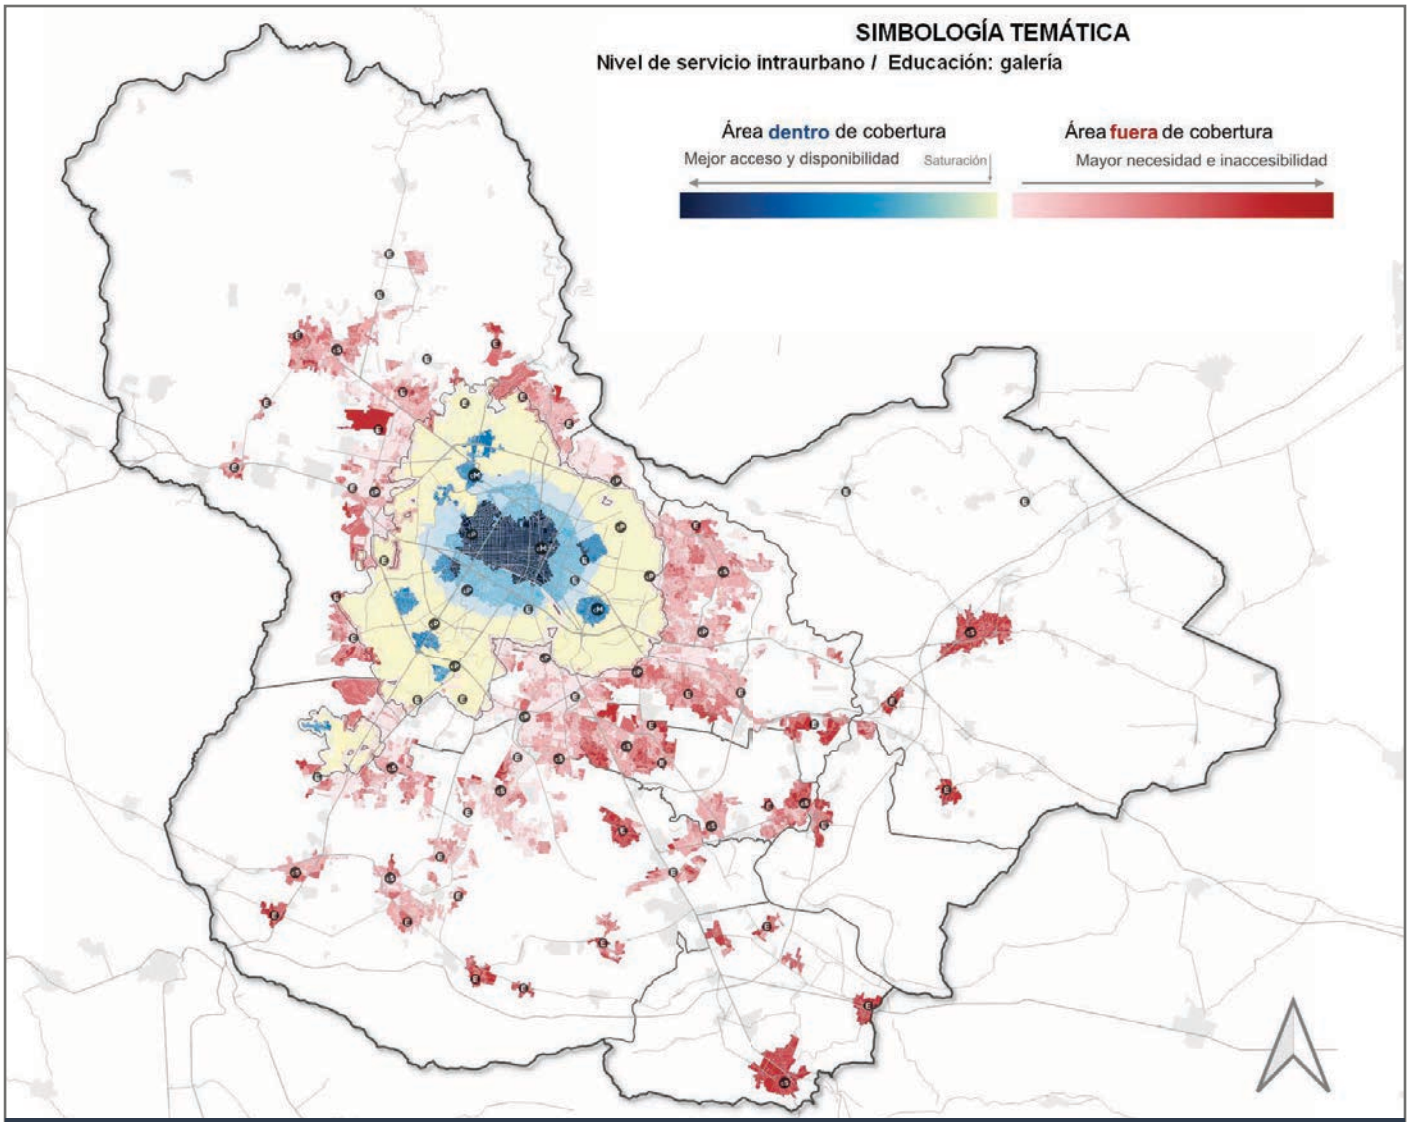 SIMBOLOGÍA TEMÁTICA
Nivel de servicio intraurbano / Educación: galería
Área dentro de cobertura
Área fuera de cobertura
Mejor acceso y disponibilidad
Saturación
Mayor necesidad e inaccesibilidad